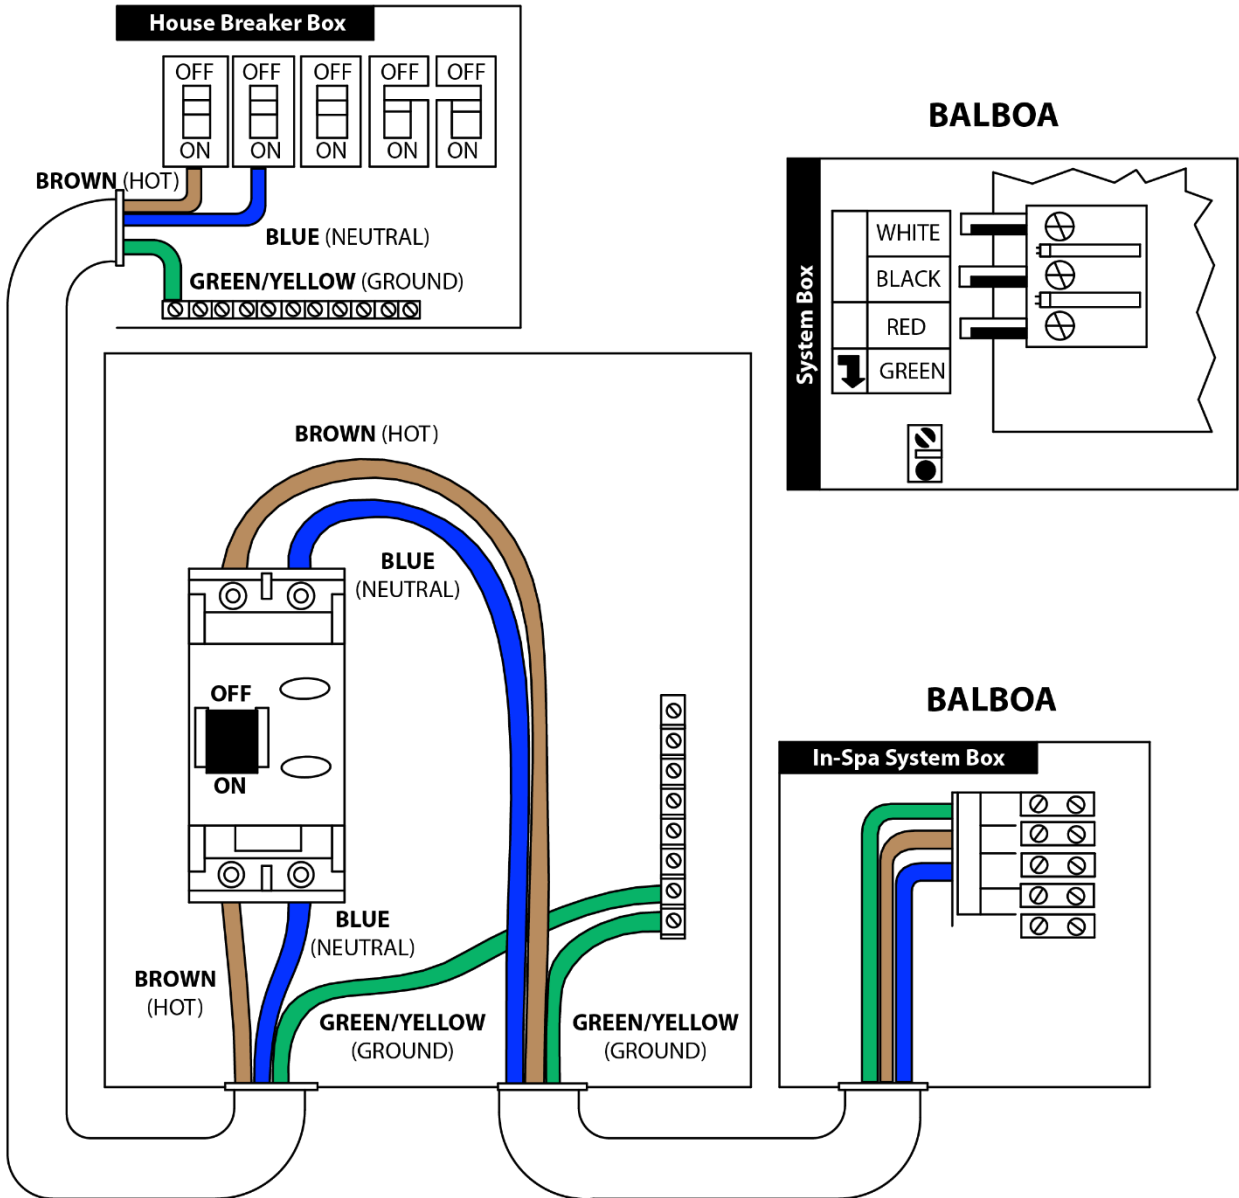 House Breaker Box
OFF OFF OFF OFF OFF
ON ON ON ON ON
BROWN (HOT)
BLUE (NEUTRAL)
GREEN/YELLOW (GROUND)
BALBOA
System Box
WHITE
BLACK
RED
GREEN
BROWN (HOT)
BLUE
(NEUTRAL)
OFF
ON
BLUE
(NEUTRAL)
BROWN
(HOT)
GREEN/YELLOW
(GROUND)
GREEN/YELLOW
(GROUND)
BALBOA
In-Spa System Box